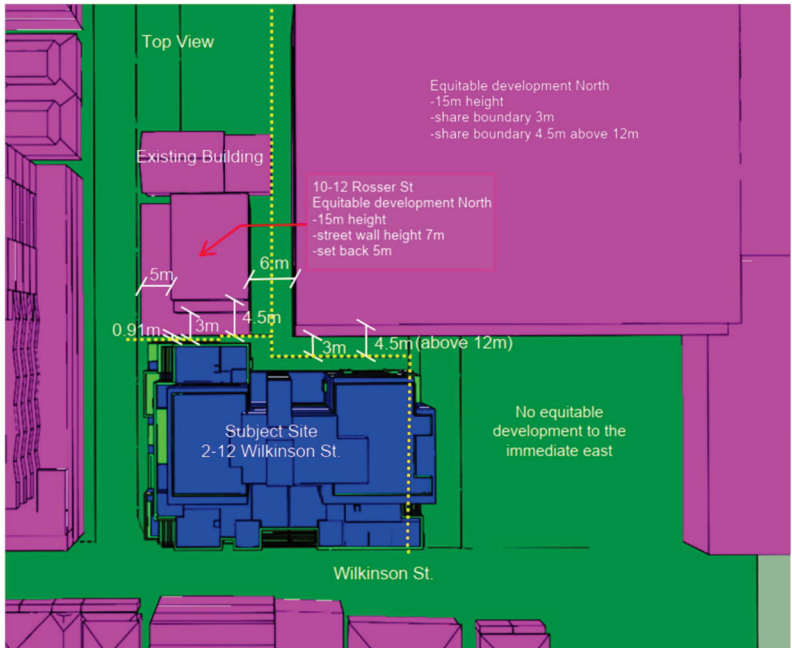 Top View
Equitable development North
-15m height
-share boundary 3m
-share boundary 4.5m above 12m
Existing Building
10-12 Rosser St
Equitable development North
-15m height
-street wall height 7m
-set back 5m
6 m
5m
4.5m
3m
0.91m
3m
4.5m(above 12m)
No equitable
development to the
immediate east
Subject Site
2-12 Wilkinson St.
Wilkinson St.